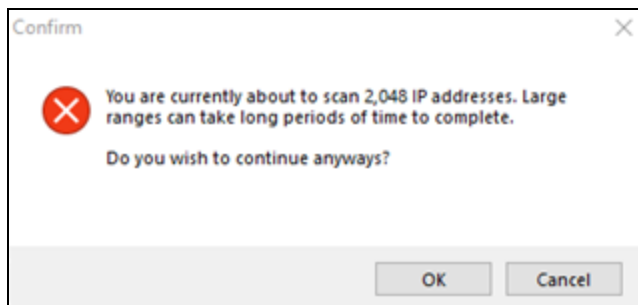 Confirm
You are currently about to scan 2,048 IP addresses. Large
ranges can take long periods of time to complete.
Do you wish to continue anyways?
OK
Cancel